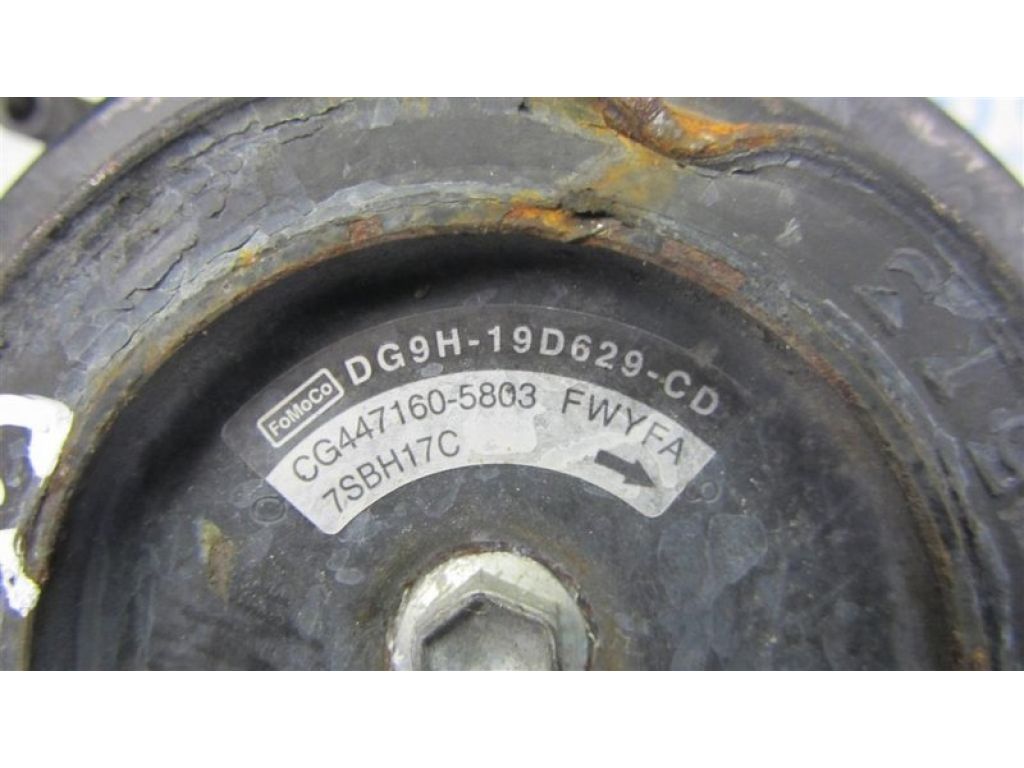 FoMoCo DG9H-19D629-CD
CG447160-5803 FWYFA
7SBH17C